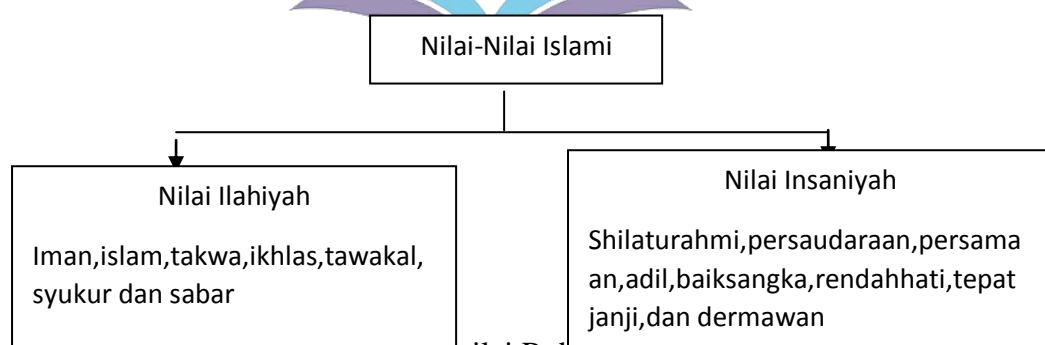 Nilai-Nilai Islami
Nilai Ilahiyah
Iman,islam,takwa,ikhlas,tawakal,
syukur dan sabar
Nilai Insaniyah
Shilaturahmi,persaudaraan,persama
an,adil,baiksangka,rendahhati,tepat
janji,dan dermawan